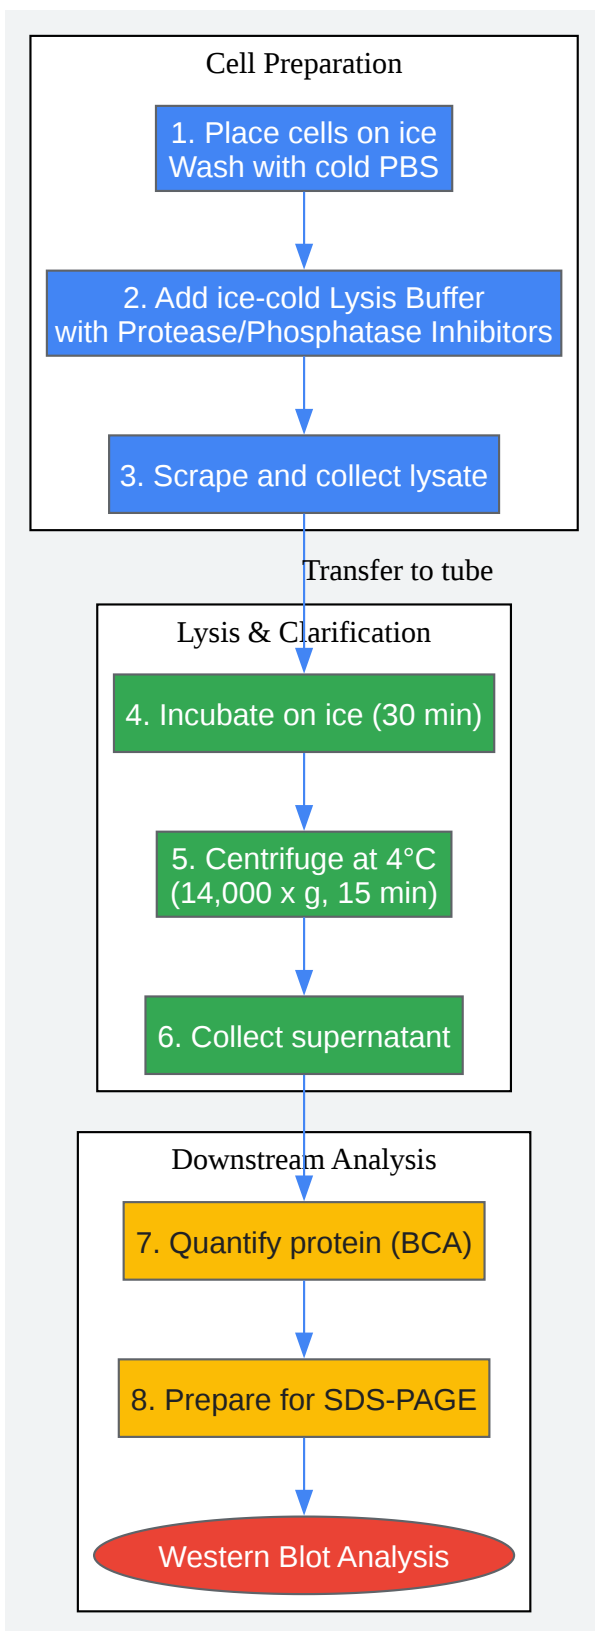 Cell Preparation
1. Place cells on ice
Wash with cold PBS
2. Add ice-cold Lysis Buffer
with Protease/Phosphatase Inhibitors
3. Scrape and collect lysate
Transfer to tube
Lysis & Clarification
4. Incubate on ice (30 min)
5. Centrifuge at 4°C
(14,000 x g, 15 min)
6. Collect supernatant
Downstream Analysis
7. Quantify protein (BCA)
8. Prepare for SDS-PAGE
Western Blot Analysis